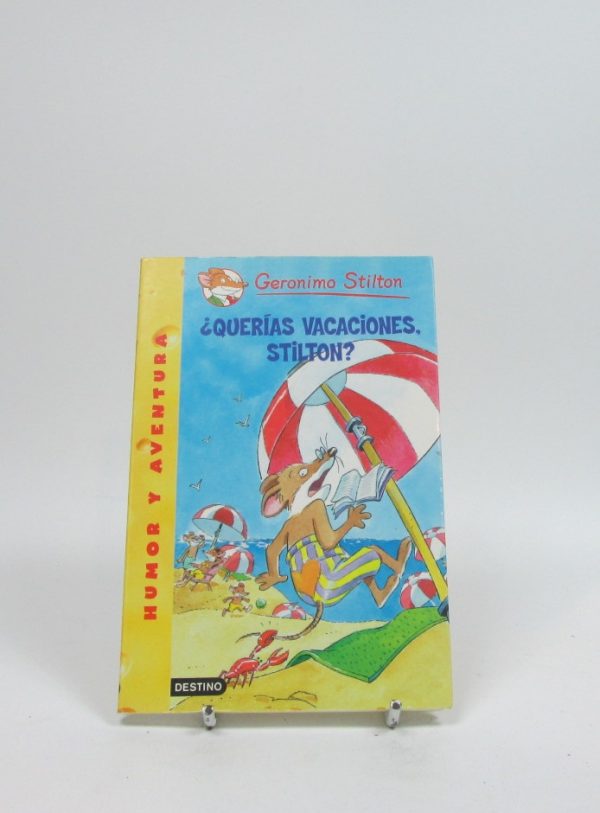 Geronimo Stilton
¿QUERÍAS VACACIONES,
STILTON?
HUMOR Y AVENTURA
DESTINO